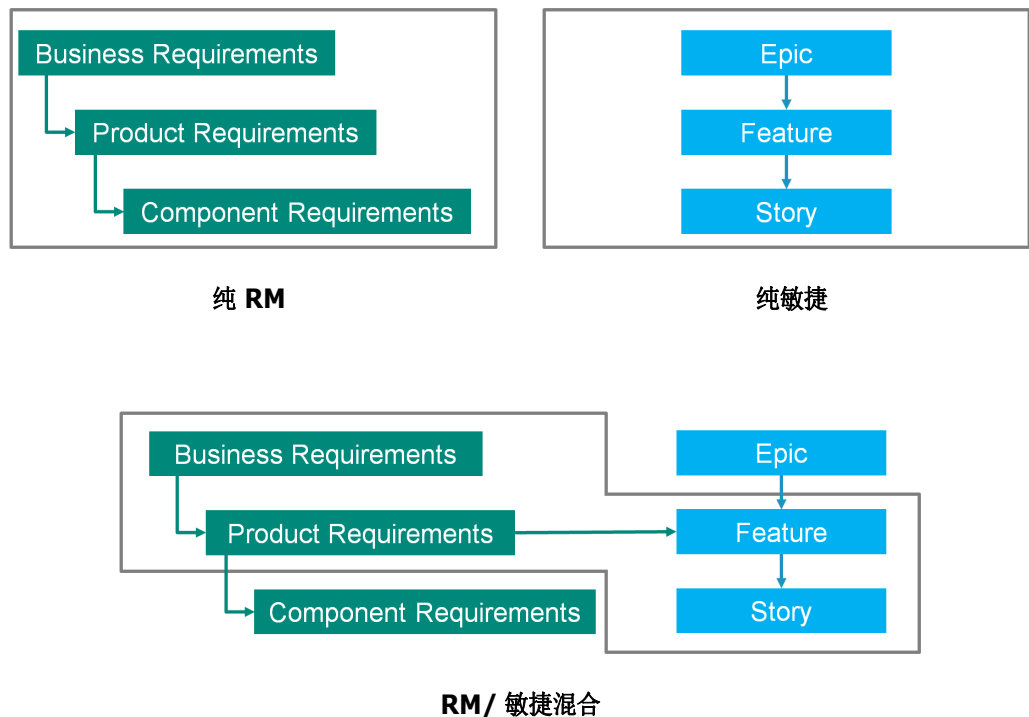 Business Requirements
Product Requirements
Component Requirements
纯 RM
Epic
Feature
Story
纯敏捷
Business Requirements
Product Requirements
Component Requirements
Epic
Feature
Story
RM/ 敏捷混合